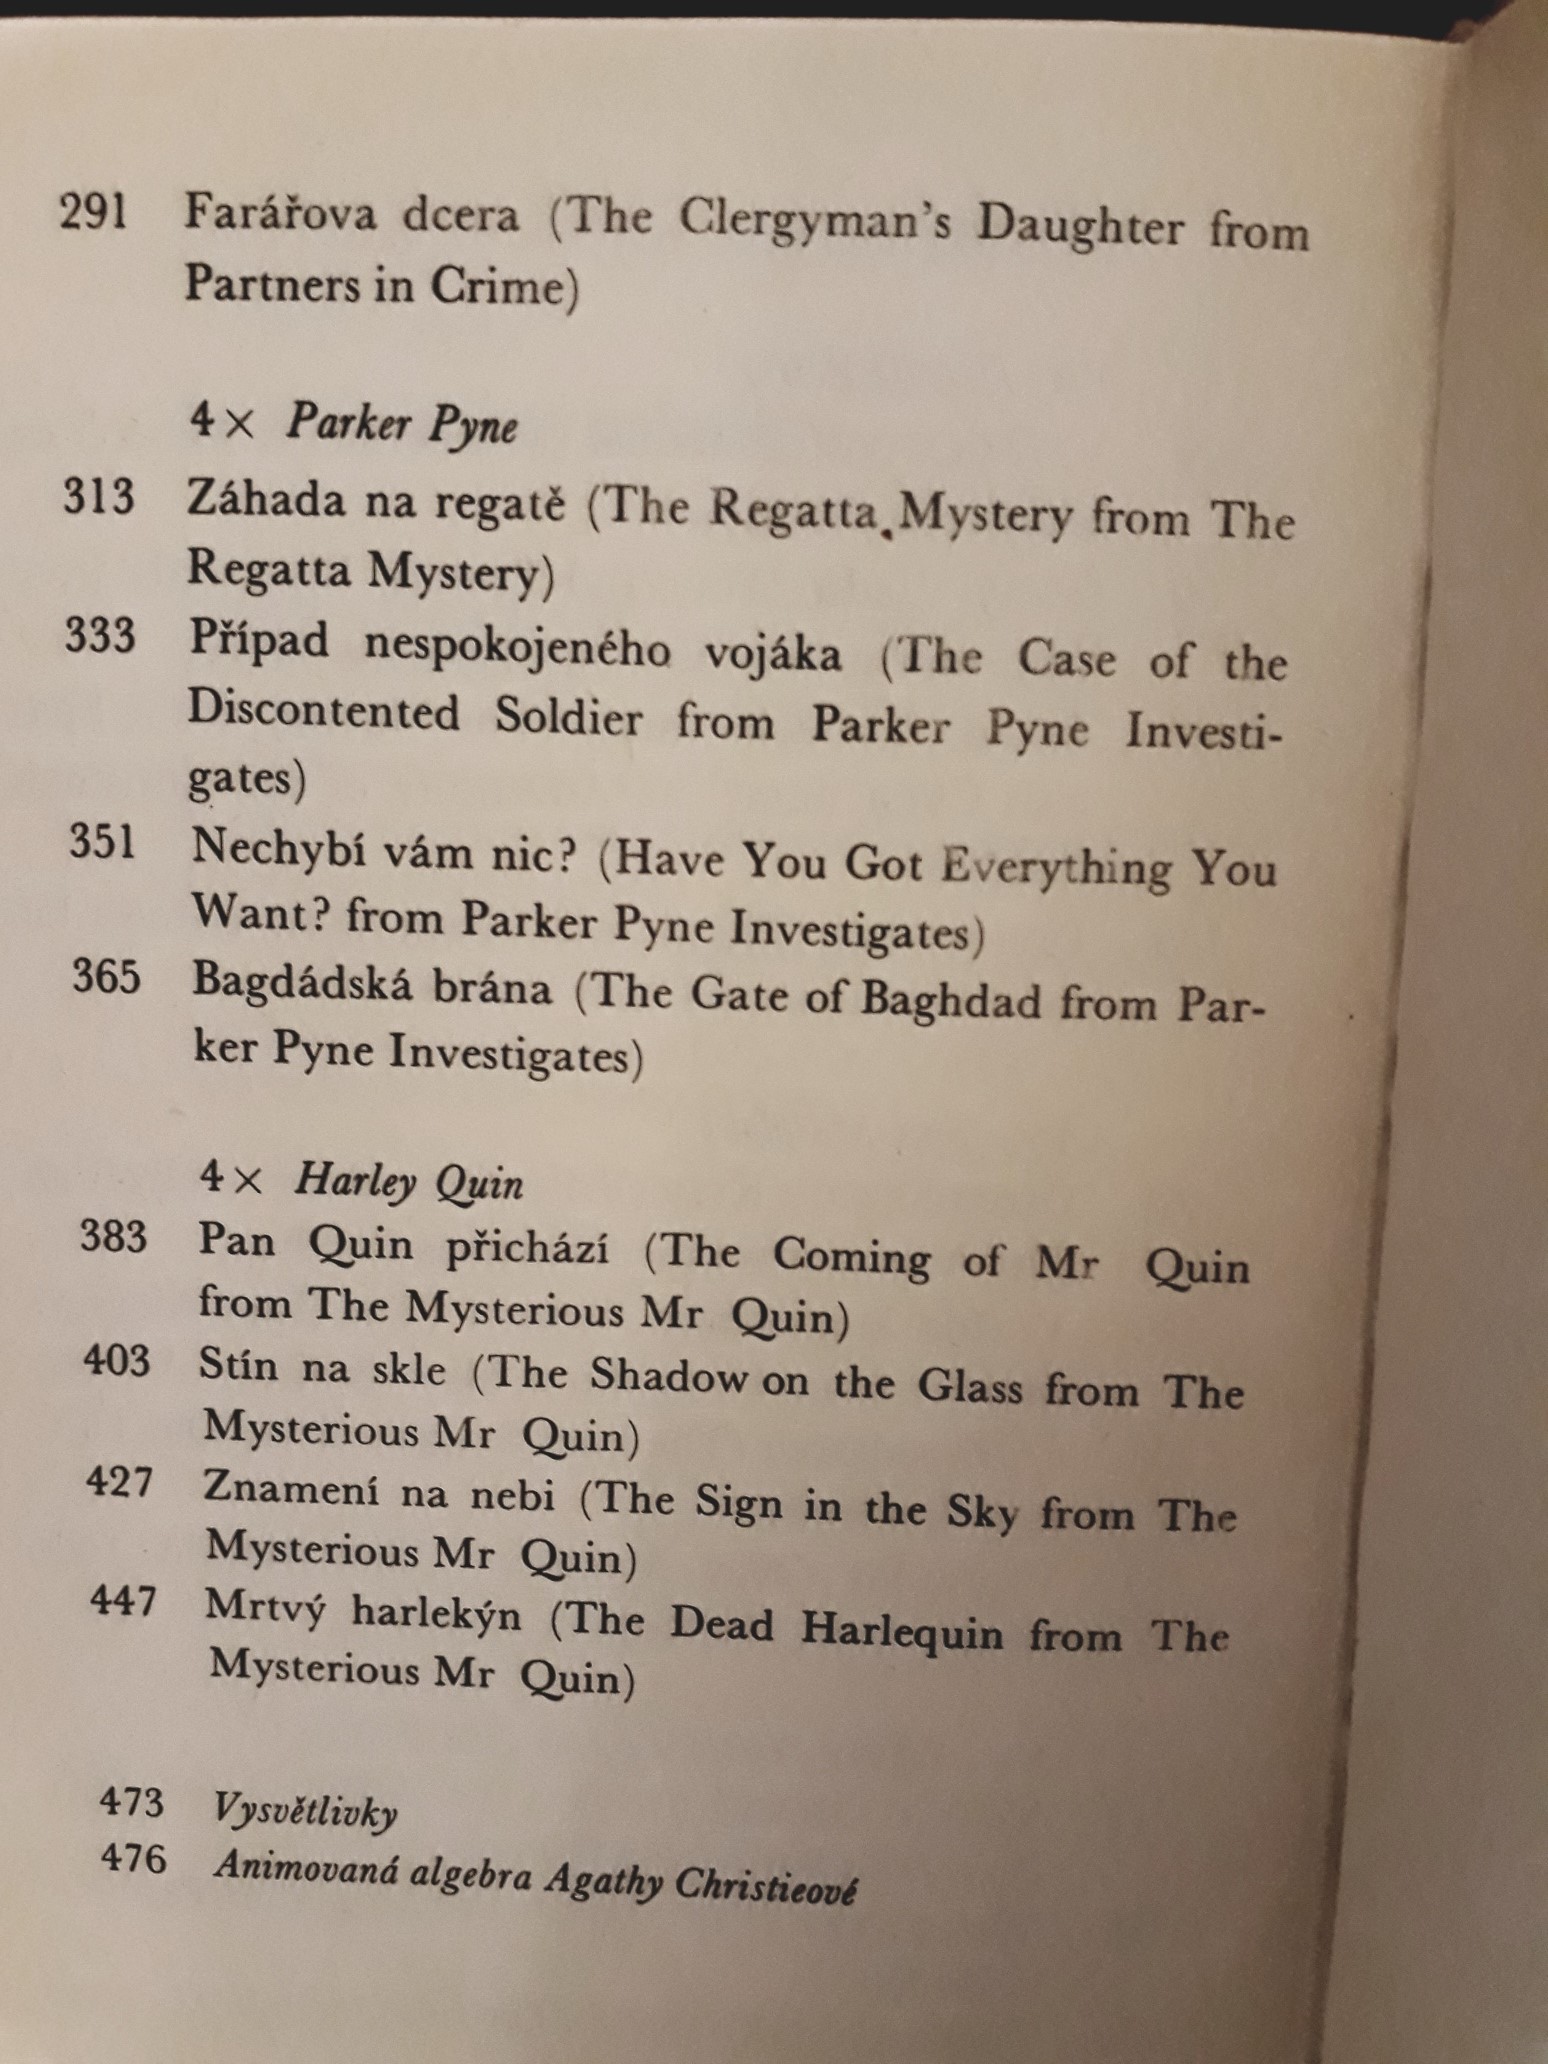 291 Farářova dcera (The Clergyman's Daughter from
Partners in Crime)
4× Parker Pyne
313 Záhada na regatě (The Regatta Mystery from The
Regatta Mystery)
333 Případ nespokojeného vojáka (The Case of the
Discontented Soldier from Parker Pyne Investi-
gates)
351 Nechybí vám nic? (Have You Got Everything You
Want? from Parker Pyne Investigates)
365 Bagdádská brána (The Gate of Baghdad from Par-
ker Pyne Investigates)
4× Harley Quin
383 Pan Quin přichází (The Coming of Mr Quin
from The Mysterious Mr Quin)
403 Stín na skle (The Shadow on the Glass from The
Mysterious Mr Quin)
427 Znamení na nebi (The Sign in the Sky from The
Mysterious Mr Quin)
447 Mrtvý harlekýn (The Dead Harlequin from The
Mysterious Mr Quin)
473 Vysvětlivky
476 Animovaná algebra Agathy Christieové